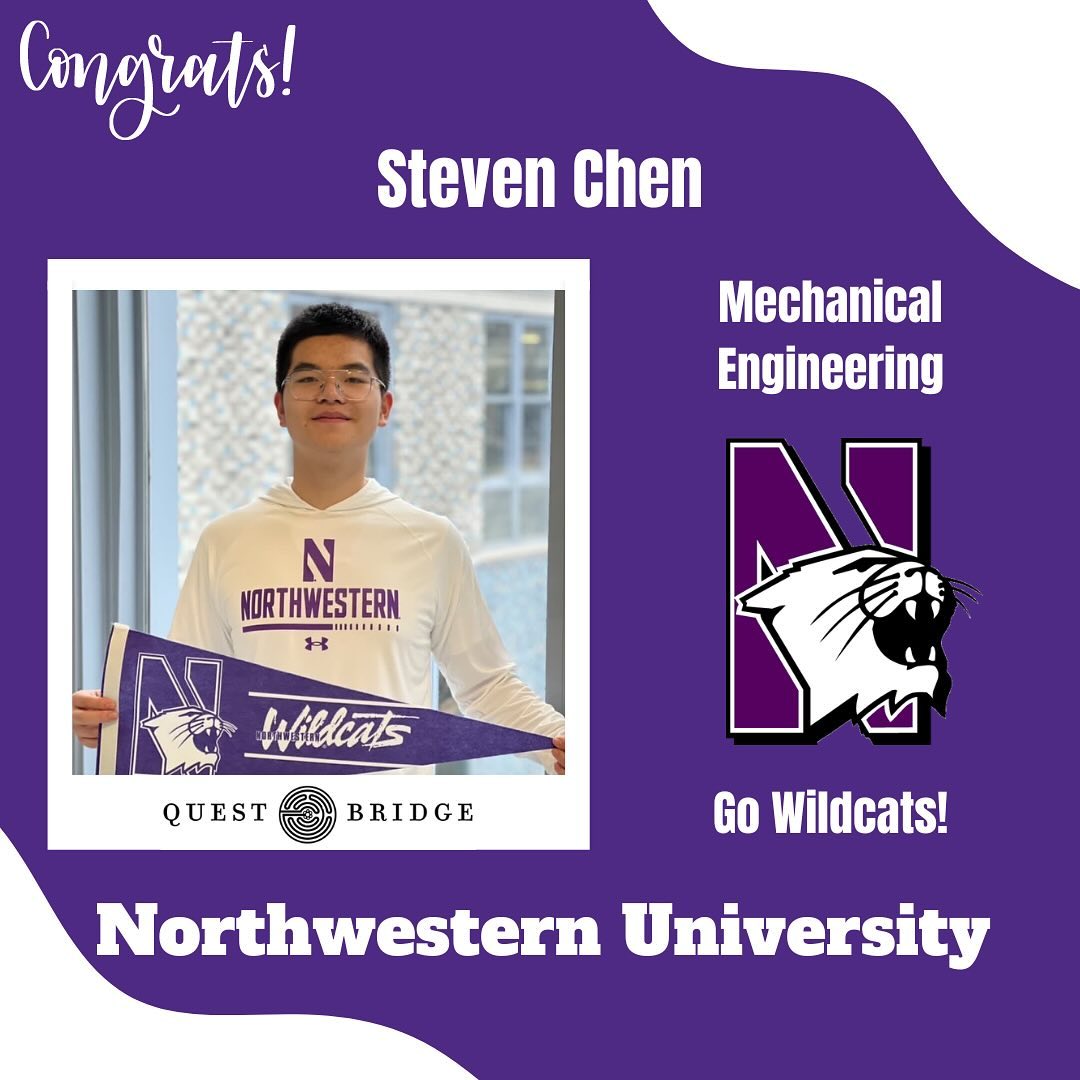 Congrats!
Steven Chen
Mechanical
Engineering
N
NORTHWESTERN
N
Wildcats
NORTHWESTERN
QUEST BRIDGE
N
Go Wildcats!
Northwestern University